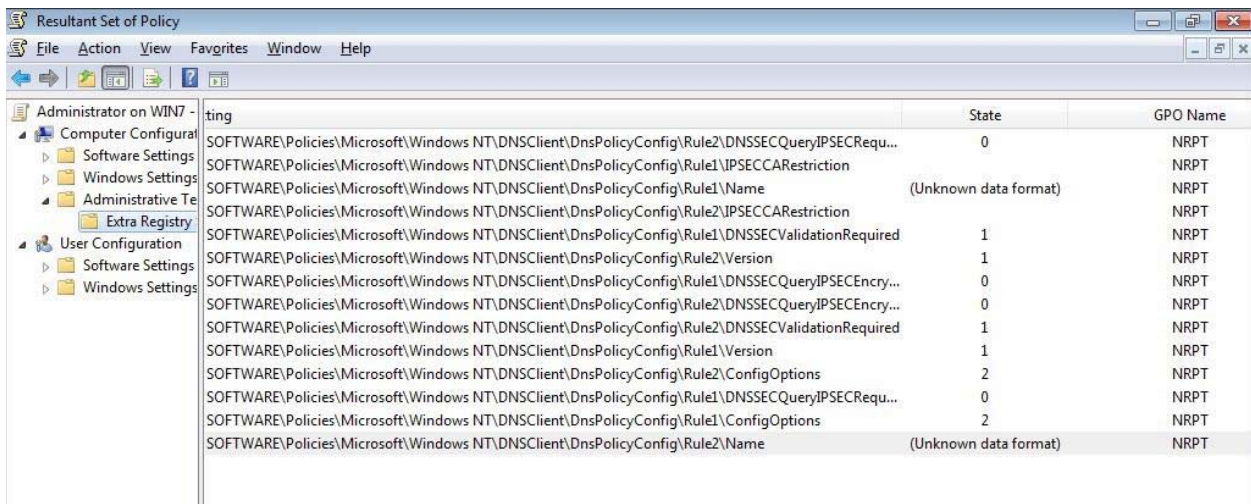 Resultant Set of Policy
File Action View Favorites Window Help
Administrator on WIN7 -
Computer Configurat
Software Settings
Windows Settings
Administrative Te
Extra Registry
User Configuration
Software Settings
Windows Settings
ting State GPO Name
SOFTWARE\Policies\Microsoft\Windows NT\DNSClient\DnsPolicyConfig\Rule2\DNSSECQueryIPSECRequ... 0 NRPT
SOFTWARE\Policies\Microsoft\Windows NT\DNSClient\DnsPolicyConfig\Rule1\IPSECCARestriction NRPT
SOFTWARE\Policies\Microsoft\Windows NT\DNSClient\DnsPolicyConfig\Rule1\Name (Unknown data format) NRPT
SOFTWARE\Policies\Microsoft\Windows NT\DNSClient\DnsPolicyConfig\Rule2\IPSECCARestriction NRPT
SOFTWARE\Policies\Microsoft\Windows NT\DNSClient\DnsPolicyConfig\Rule1\DNSSECValidationRequired 1 NRPT
SOFTWARE\Policies\Microsoft\Windows NT\DNSClient\DnsPolicyConfig\Rule2\Version 1 NRPT
SOFTWARE\Policies\Microsoft\Windows NT\DNSClient\DnsPolicyConfig\Rule1\DNSSECQueryIPSECEncry... 0 NRPT
SOFTWARE\Policies\Microsoft\Windows NT\DNSClient\DnsPolicyConfig\Rule2\DNSSECQueryIPSECEncry... 0 NRPT
SOFTWARE\Policies\Microsoft\Windows NT\DNSClient\DnsPolicyConfig\Rule2\DNSSECValidationRequired 1 NRPT
SOFTWARE\Policies\Microsoft\Windows NT\DNSClient\DnsPolicyConfig\Rule1\Version 1 NRPT
SOFTWARE\Policies\Microsoft\Windows NT\DNSClient\DnsPolicyConfig\Rule2\ConfigOptions 2 NRPT
SOFTWARE\Policies\Microsoft\Windows NT\DNSClient\DnsPolicyConfig\Rule1\DNSSECQueryIPSECRequ... 0 NRPT
SOFTWARE\Policies\Microsoft\Windows NT\DNSClient\DnsPolicyConfig\Rule1\ConfigOptions 2 NRPT
SOFTWARE\Policies\Microsoft\Windows NT\DNSClient\DnsPolicyConfig\Rule2\Name (Unknown data format) NRPT